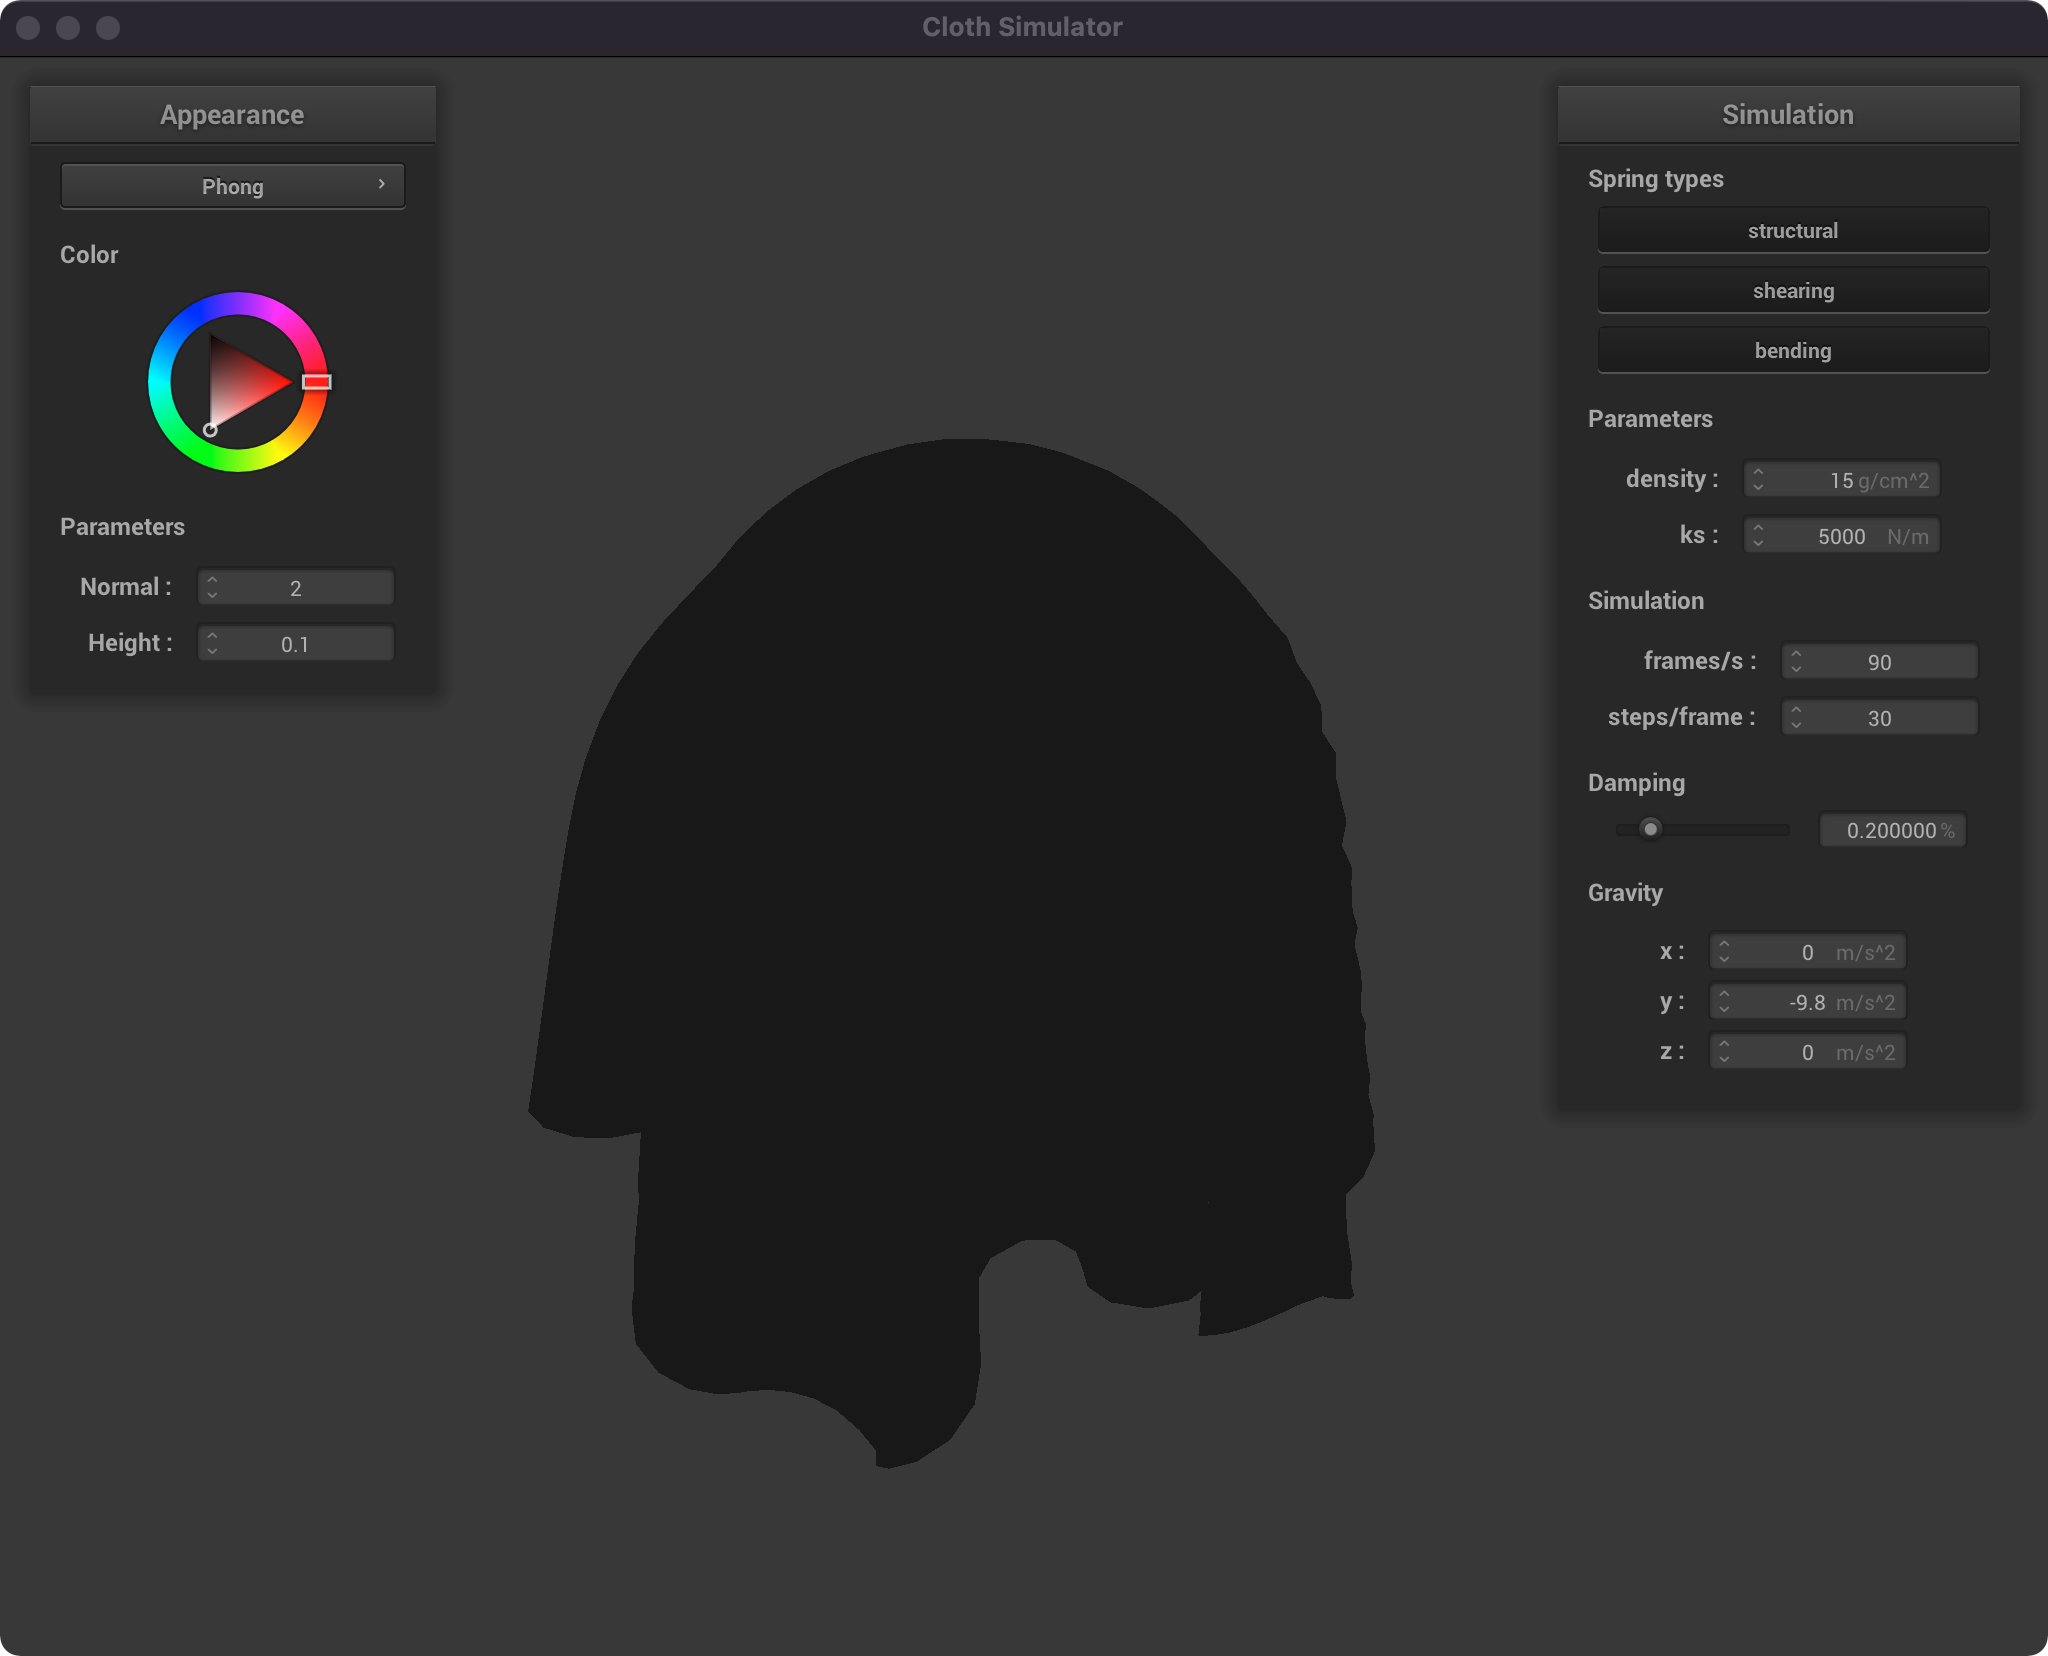 Cloth Simulator
Appearance
Phong
Color
Parameters
Normal : 2
Height : 0.1
Simulation
Spring types
structural
shearing
bending
Parameters
density : 15 g/cm^2
ks : 5000 N/m
Simulation
frames/s : 90
steps/frame : 30
Damping
0.200000 %
Gravity
x : 0 m/s^2
y : -9.8 m/s^2
z : 0 m/s^2